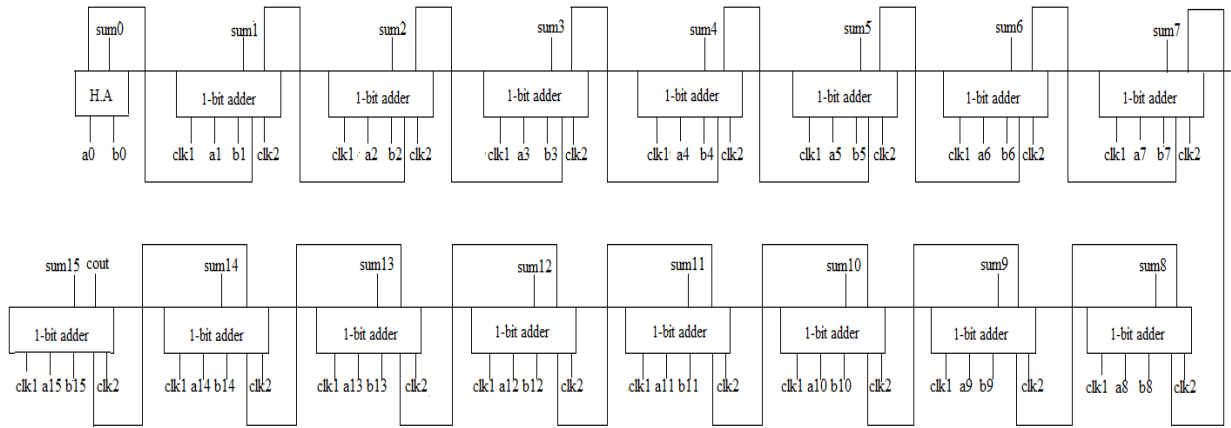 sum0 sum1 sum2 sum3 sum4 sum5 sum6 sum7
H.A 1-bit adder 1-bit adder 1-bit adder 1-bit adder 1-bit adder 1-bit adder 1-bit adder
a0 b0 clk1 a1 b1 clk2 clk1 a2 b2 clk2 clk1 a3 b3 clk2 clk1 a4 b4 clk2 clk1 a5 b5 clk2 clk1 a6 b6 clk2 clk1 a7 b7 clk2
sum15 cout sum14 sum13 sum12 sum11 sum10 sum9 sum8
1-bit adder 1-bit adder 1-bit adder 1-bit adder 1-bit adder 1-bit adder 1-bit adder 1-bit adder
clk1 a15 b15 clk2 clk1 a14 b14 clk2 clk1 a13 b13 clk2 clk1 a12 b12 clk2 clk1 a11 b11 clk2 clk1 a10 b10 clk2 clk1 a9 b9 clk2 clk1 a8 b8 clk2